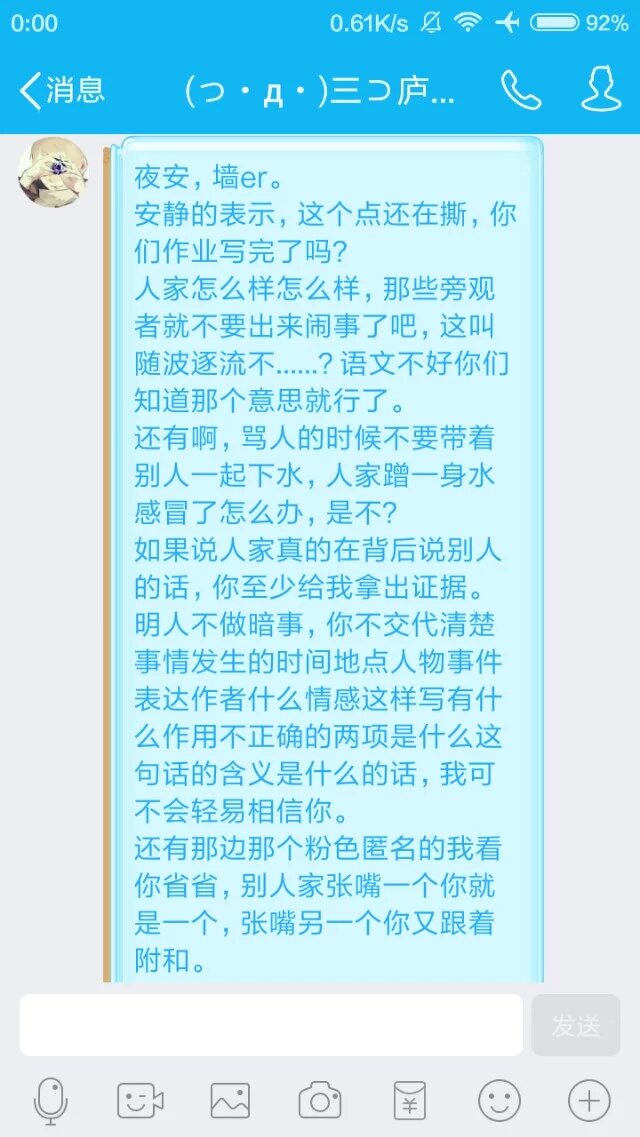 0:00
0.61K/s
92%
消息
(っ・д・)三⊃庐...
夜安，墙er。
安静的表示，这个点还在撕，你
们作业写完了吗?
人家怎么样怎么样，那些旁观
者就不要出来闹事了吧，这叫
随波逐流不......? 语文不好你们
知道那个意思就行了。
还有啊，骂人的时候不要带着
别人一起下水，人家蹭一身水
感冒了怎么办，是不?
如果说人家真的在背后说别人
的话，你至少给我拿出证据。
明人不做暗事，你不交代清楚
事情发生的时间地点人物事件
表达作者什么情感这样写有什
么作用不正确的两项是什么这
句话的含义是什么的话，我可
不会轻易相信你。
还有那边那个粉色匿名的我看
你省省，别人家张嘴一个你就
是一个，张嘴另一个你又跟着
附和。
发送